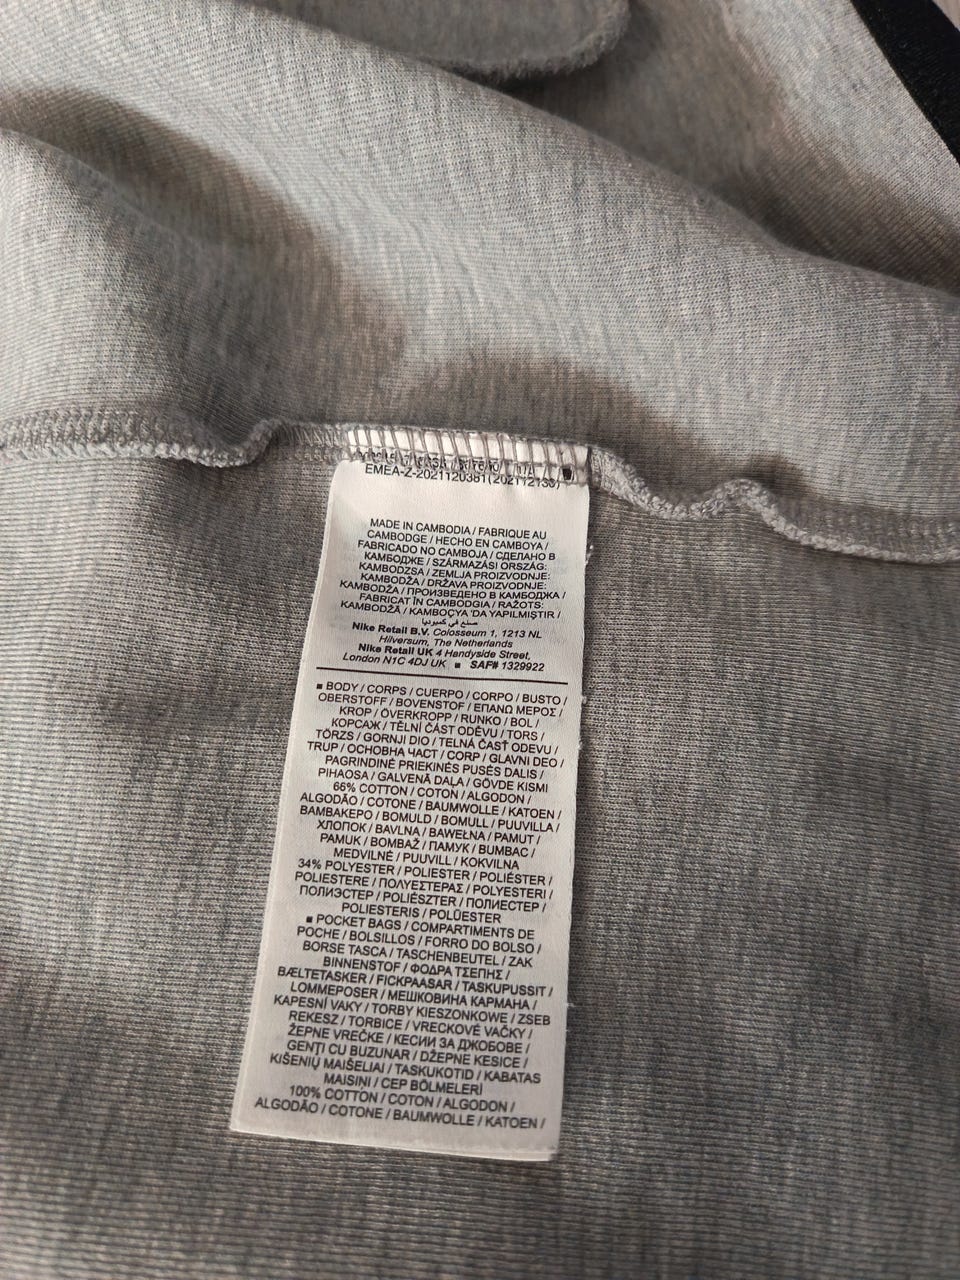 EMEA-Z-2021120381(202112133)
MADE IN CAMBODIA / FABRIQUE AU
CAMBODGE / HECHO EN CAMBOYA /
FABRICADO NO CAMBOJA / СДЕЛАНО В
КАМБОДЖЕ / SZÁRMAZÁSI ORSZÁG:
KAMBODZSA / ZEMLJA PROIZVODNJE:
KAMBODŽA / DRŽAVA PROIZVODNJE:
KAMBODŽA / ПРОИЗВЕДЕНО В КАМБОДЖА /
FABRICAT ÎN CAMBODGIA / RAŽOTS:
KAMBODŽĀ / KAMBOÇYA 'DA YAPILMIŞTIR /
صنع في كمبوديا
Nike Retail B.V. Colosseum 1, 1213 NL
Hilversum, The Netherlands
Nike Retail UK 4 Handyside Street,
London N1C 4DJ UK ■ SAF# 1329922
■ BODY / CORPS / CUERPO / CORPO / BUSTO /
OBERSTOFF / BOVENSTOF / ΕΠΑΝΩ ΜΕΡΟΣ /
KROP / ÖVERKROPP / RUNKO / BOL /
КОРСАЖ / TĚLNÍ ČÁST ODĚVU / TORS /
TÖRZS / GORNJI DIO / TELNÁ ČASŤ ODEVU /
TRUP / ОСНОВНА ЧАСТ / CORP / GLAVNI DEO /
PAGRINDINĖ PRIEKINĖS PUSĖS DALIS /
PIHAOSA / GALVENĀ DAĻA / GÖVDE KISMI
66% COTTON / COTON / ALGODON /
ALGODÃO / COTONE / BAUMWOLLE / KATOEN /
ΒΑΜΒΑΚΕΡΟ / BOMULD / BOMULL / PUUVILLA /
ХЛОПОК / BAVLNA / BAWEŁNA / PAMUT /
PAMUK / BOMBAŽ / ПАМУК / BUMBAC /
MEDVILNĖ / PUUVILL / KOKVILNA
34% POLYESTER / POLIESTER / POLIÉSTER /
POLIESTERE / ΠΟΛΥΕΣΤΕΡΑΣ / POLYESTERI /
ПОЛИЭСТЕР / POLIÉSZTER / ПОЛИЕСТЕР /
POLIESTERIS / POLÜESTER
■ POCKET BAGS / COMPARTIMENTS DE
POCHE / BOLSILLOS / FORRO DO BOLSO /
BORSE TASCA / TASCHENBEUTEL / ZAK
BINNENSTOF / ΦΟΔΡΑ ΤΣΕΠΗΣ /
BÆLTETASKER / FICKPAASAR / TASKUPUSSIT /
LOMMEPOSER / МЕШКОВИНА КАРМАНА /
KAPESNÍ VAKY / TORBY KIESZONKOWE / ZSEB
REKESZ / TORBICE / VRECKOVÉ VAČKY /
ŽEPNE VREČKE / КЕСИИ ЗА ДЖОБОВЕ /
GENȚI CU BUZUNAR / DŽEPNE KESICE /
KIŠENIŲ MAIŠELIAI / TASKUKOTID / KABATAS
MAISIŅI / CEP BÖLMELERİ
100% COTTON / COTON / ALGODON /
ALGODÃO / COTONE / BAUMWOLLE / KATOEN /